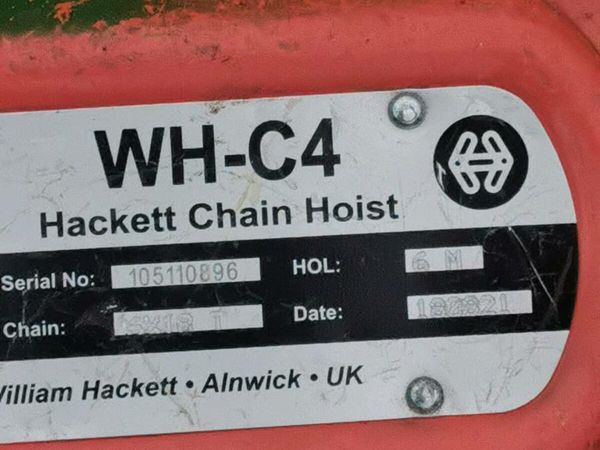 WH-C4
Hackett Chain Hoist
Serial No: 105110896 HOL: 6 M
Chain: Date:
William Hackett • Alnwick • UK